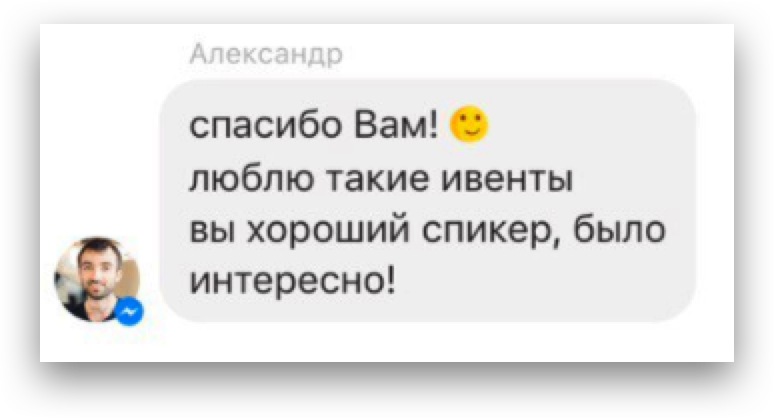 Александр
спасибо Вам! 🙂
люблю такие ивенты
вы хороший спикер, было
интересно!